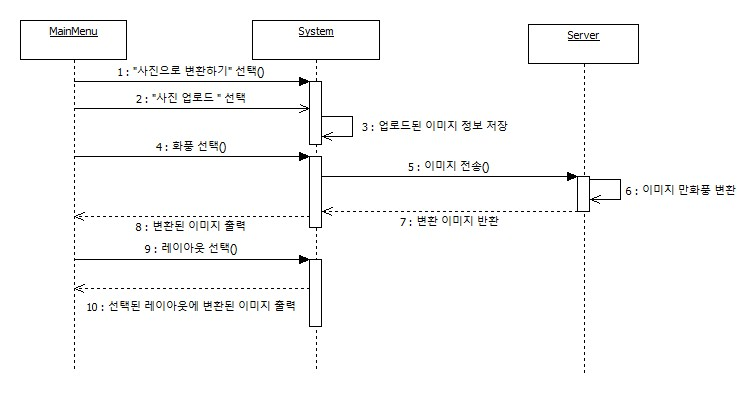 MainMenu
System
Server
1 : "사진으로 변환하기" 선택()
2 : "사진 업로드 " 선택
3 : 업로드된 이미지 정보 저장
4 : 화풍 선택()
5 : 이미지 전송()
6 : 이미지 만화풍 변환
7 : 변환 이미지 반환
8 : 변환된 이미지 출력
9 : 레이아웃 선택()
10 : 선택된 레이아웃에 변환된 이미지 출력